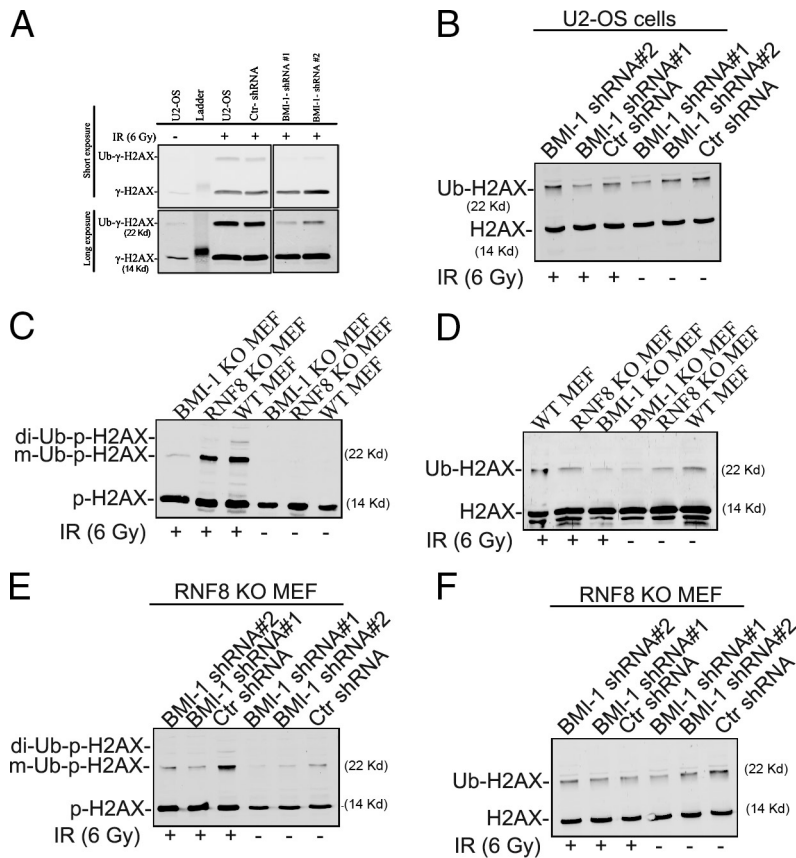 A
U2-OS
Ladder
U2-OS
Ctr- shRNA
BMI-1- shRNA #1
BMI-1- shRNA #2
IR (6 Gy) - + + + +
Short exposure
Ub-γ-H2AX-
γ-H2AX-
Long exposure
Ub-γ-H2AX-
(22 Kd)
γ-H2AX-
(14 Kd)
B
U2-OS cells
BMI-1 shRNA#2
BMI-1 shRNA#1
Ctr shRNA
BMI-1 shRNA#1
BMI-1 shRNA#2
Ctr shRNA
Ub-H2AX-
(22 Kd)
H2AX-
(14 Kd)
IR (6 Gy) + + + - - -
C
BMI-1 KO MEF
RNF8 KO MEF
WT MEF
BMI-1 KO MEF
RNF8 KO MEF
WT MEF
di-Ub-p-H2AX-
m-Ub-p-H2AX- (22 Kd)
p-H2AX- (14 Kd)
IR (6 Gy) + + + - - -
D
WT MEF
RNF8 KO MEF
BMI-1 KO MEF
BMI-1 KO MEF
RNF8 KO MEF
WT MEF
Ub-H2AX- (22 Kd)
H2AX- (14 Kd)
IR (6 Gy) + + + - - -
E
RNF8 KO MEF
BMI-1 shRNA#2
BMI-1 shRNA#1
Ctr shRNA
BMI-1 shRNA#1
BMI-1 shRNA#2
Ctr shRNA
di-Ub-p-H2AX-
m-Ub-p-H2AX- (22 Kd)
p-H2AX- (14 Kd)
IR (6 Gy) + + + - - -
F
RNF8 KO MEF
BMI-1 shRNA#2
BMI-1 shRNA#1
Ctr shRNA
BMI-1 shRNA#1
BMI-1 shRNA#2
Ctr shRNA
Ub-H2AX- (22 Kd)
H2AX- (14 Kd)
IR (6 Gy) + + + - - -